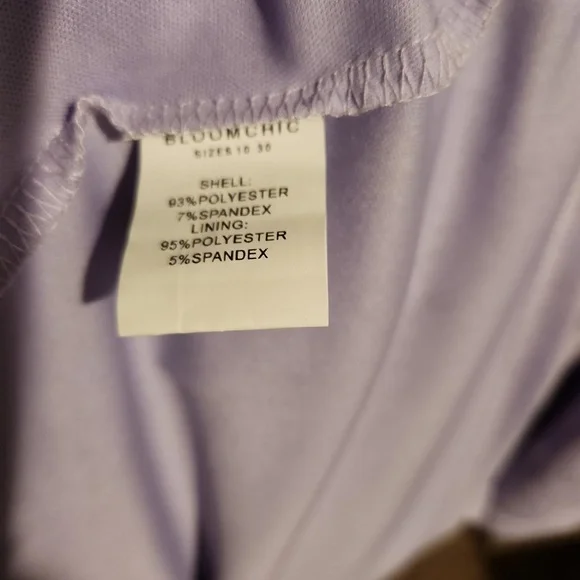 BLOOMCHIC
SIZES 10-30
SHELL:
93%POLYESTER
7%SPANDEX
LINING:
95%POLYESTER
5%SPANDEX